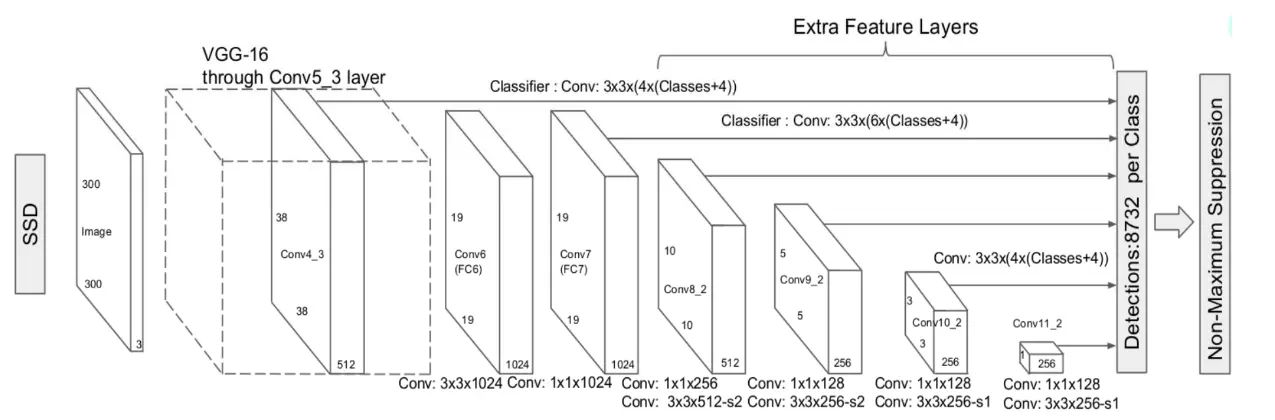 Extra Feature Layers
VGG-16
through Conv5_3 layer
Classifier : Conv: 3x3x(4x(Classes+4))
Classifier : Conv: 3x3x(6x(Classes+4))
SSD
300
Image
300
3
38
Conv4_3
38
512
19
Conv6
(FC6)
19
1024
19
Conv7
(FC7)
19
1024
10
Conv8_2
10
512
5
Conv9_2
5
256
Conv: 3x3x(4x(Classes+4))
3
Conv10_2
3
256
Conv11_2
1
256
Detections:8732 per Class
Non-Maximum Suppression
Conv: 3x3x1024
Conv: 1x1x1024
Conv: 1x1x256
Conv: 3x3x512-s2
Conv: 1x1x128
Conv: 3x3x256-s2
Conv: 1x1x128
Conv: 3x3x256-s1
Conv: 1x1x128
Conv: 3x3x256-s1